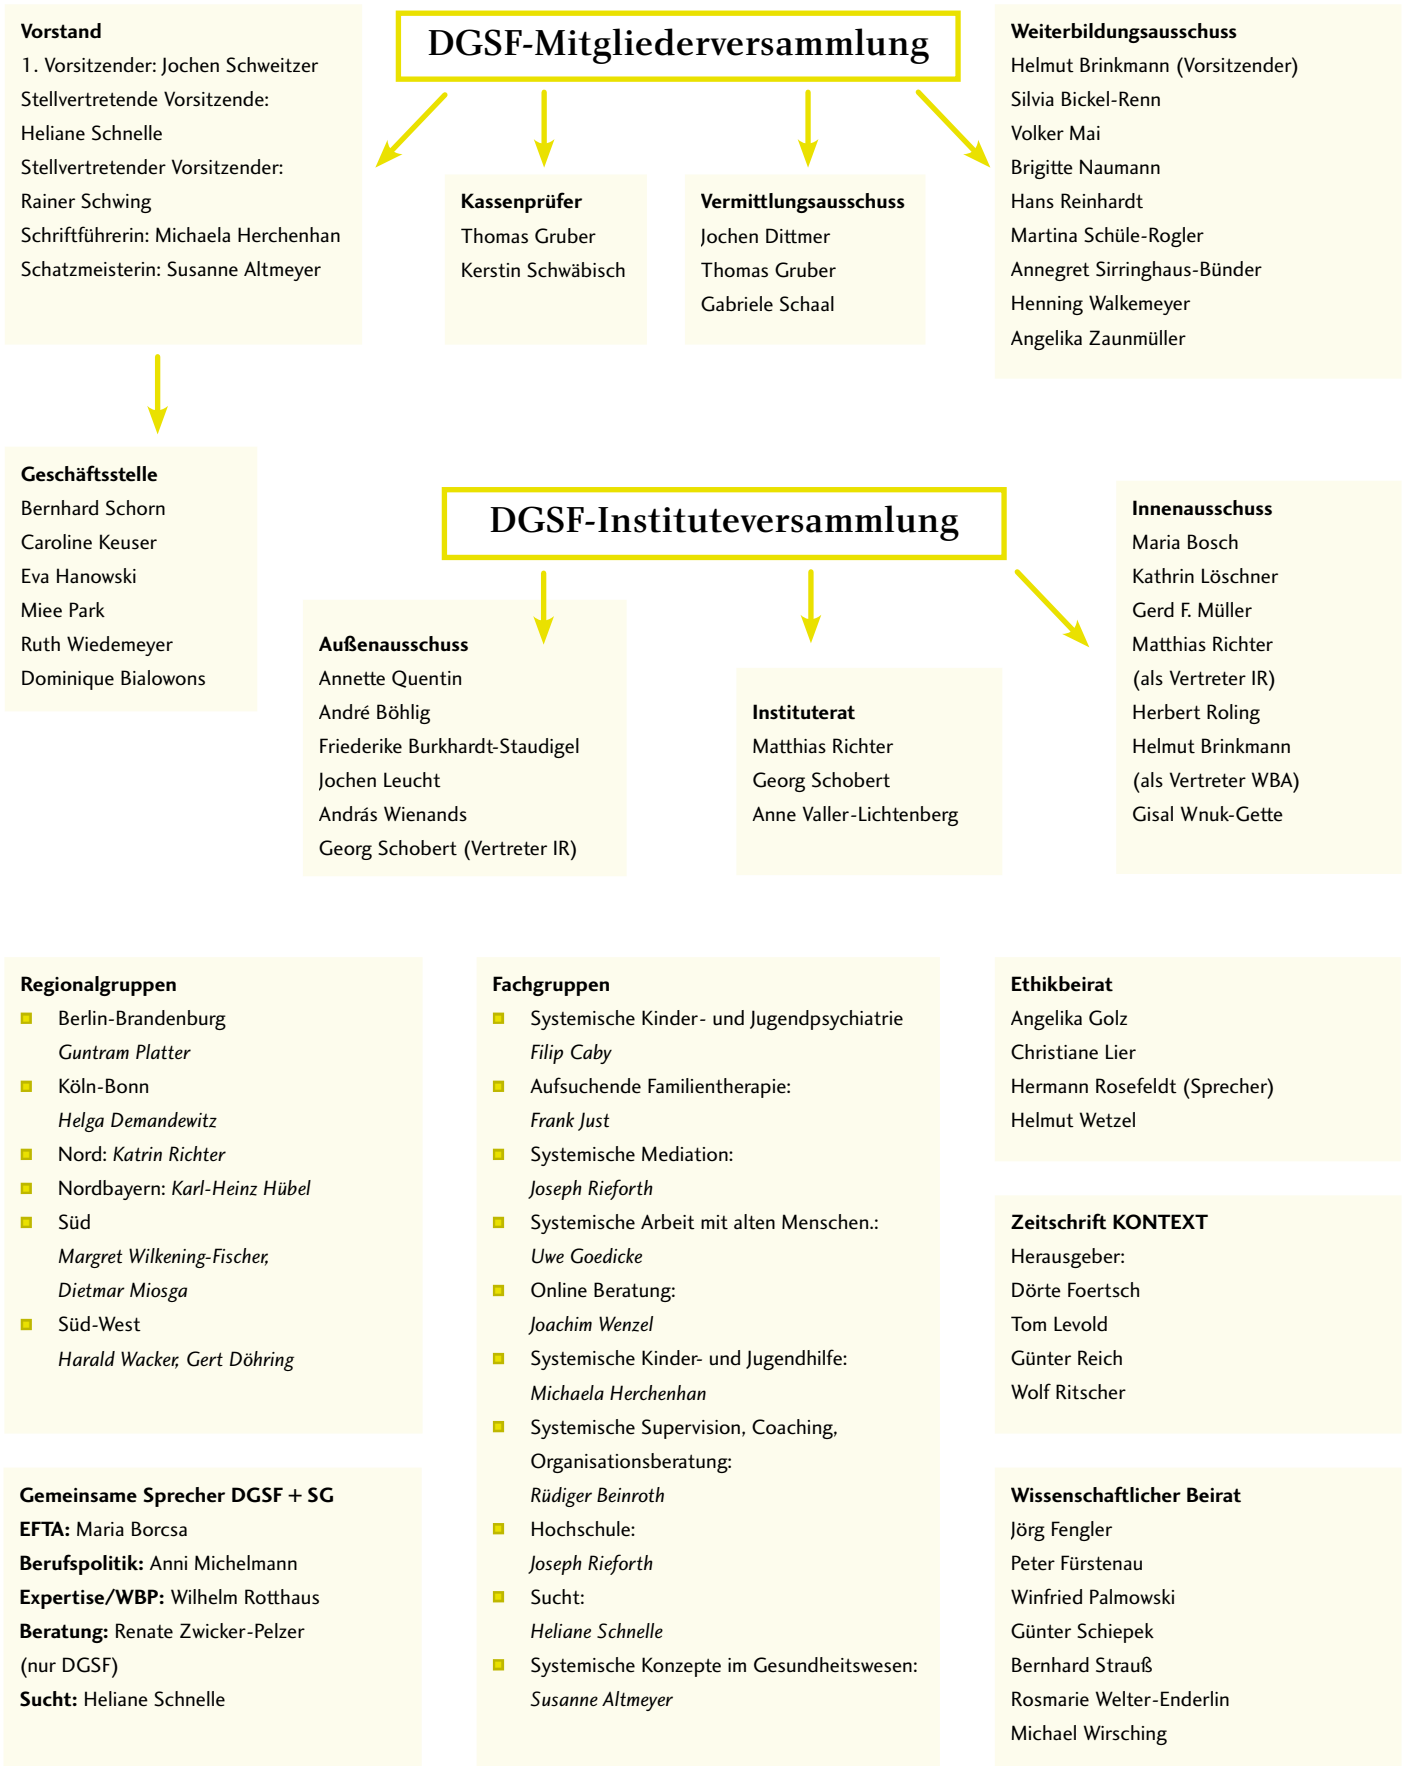 Vorstand
1. Vorsitzender: Jochen Schweitzer
Stellvertretende Vorsitzende:
Heliane Schnelle
Stellvertretender Vorsitzender:
Rainer Schwing
Schriftführerin: Michaela Herchenhan
Schatzmeisterin: Susanne Altmeyer
DGSF-Mitgliederversammlung
Kassenprüfer
Thomas Gruber
Kerstin Schwäbisch
Vermittlungsausschuss
Jochen Dittmer
Thomas Gruber
Gabriele Schaal
Weiterbildungsausschuss
Helmut Brinkmann (Vorsitzender)
Silvia Bickel-Renn
Volker Mai
Brigitte Naumann
Hans Reinhardt
Martina Schüle-Rogler
Annegret Sirringhaus-Bünder
Henning Walkemeyer
Angelika Zaunmüller
Geschäftsstelle
Bernhard Schorn
Caroline Keuser
Eva Hanowski
Miee Park
Ruth Wiedemeyer
Dominique Bialowons
DGSF-Instituteversammlung
Außenausschuss
Annette Quentin
André Böhlig
Friederike Burkhardt-Staudigel
Jochen Leucht
András Wienands
Georg Schobert (Vertreter IR)
Instituterat
Matthias Richter
Georg Schobert
Anne Valler-Lichtenberg
Innenausschuss
Maria Bosch
Kathrin Löschner
Gerd F. Müller
Matthias Richter
(als Vertreter IR)
Herbert Roling
Helmut Brinkmann
(als Vertreter WBA)
Gisal Wnuk-Gette
Regionalgruppen
Berlin-Brandenburg
Guntram Platter
Köln-Bonn
Helga Demandewitz
Nord: Katrin Richter
Nordbayern: Karl-Heinz Hübel
Süd
Margret Wilkening-Fischer,
Dietmar Miosga
Süd-West
Harald Wacker, Gert Döhring
Gemeinsame Sprecher DGSF + SG
EFTA: Maria Borcsa
Berufspolitik: Anni Michelmann
Expertise/WBP: Wilhelm Rotthaus
Beratung: Renate Zwicker-Pelzer
(nur DGSF)
Sucht: Heliane Schnelle
Fachgruppen
Systemische Kinder- und Jugendpsychiatrie
Filip Caby
Aufsuchende Familientherapie:
Frank Just
Systemische Mediation:
Joseph Rieforth
Systemische Arbeit mit alten Menschen.:
Uwe Goedicke
Online Beratung:
Joachim Wenzel
Systemische Kinder- und Jugendhilfe:
Michaela Herchenhan
Systemische Supervision, Coaching,
Organisationsberatung:
Rüdiger Beinroth
Hochschule:
Joseph Rieforth
Sucht:
Heliane Schnelle
Systemische Konzepte im Gesundheitswesen:
Susanne Altmeyer
Ethikbeirat
Angelika Golz
Christiane Lier
Hermann Rosefeldt (Sprecher)
Helmut Wetzel
Zeitschrift KONTEXT
Herausgeber:
Dörte Foertsch
Tom Levold
Günter Reich
Wolf Ritscher
Wissenschaftlicher Beirat
Jörg Fengler
Peter Fürstenau
Winfried Palmowski
Günter Schiepek
Bernhard Strauß
Rosmarie Welter-Enderlin
Michael Wirsching